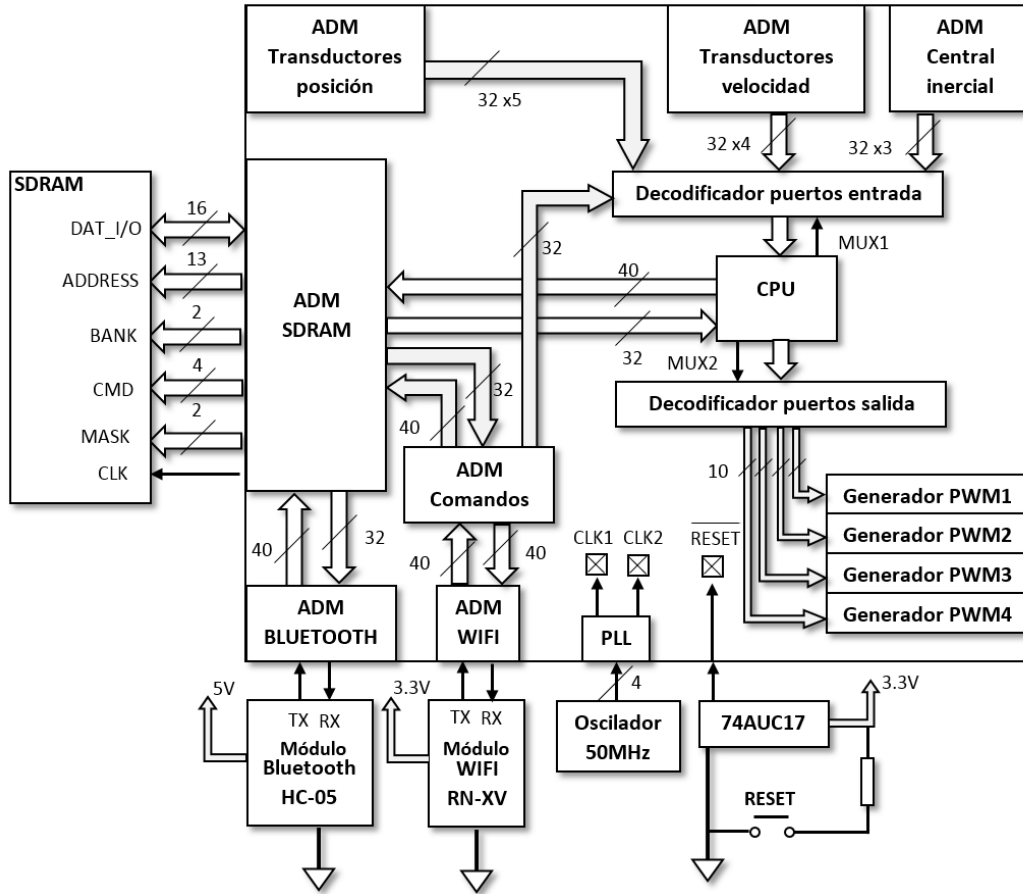 ADM
Transductores
posición
ADM
Transductores
velocidad
ADM
Central
inercial
32 x5
32 x4
32 x3
SDRAM
DAT_I/O
16
ADDRESS
13
BANK
2
CMD
4
MASK
2
CLK
ADM
SDRAM
Decodificador puertos entrada
32
MUX1
40
CPU
32
MUX2
32
40
Decodificador puertos salida
ADM
Comandos
10
Generador PWM1
Generador PWM2
Generador PWM3
Generador PWM4
40
32
40
40
CLK1
CLK2
RESET
ADM
BLUETOOTH
ADM
WIFI
PLL
5V
3.3V
4
3.3V
TX RX
Módulo
Bluetooth
HC-05
TX RX
Módulo
WIFI
RN-XV
Oscilador
50MHz
74AUC17
RESET